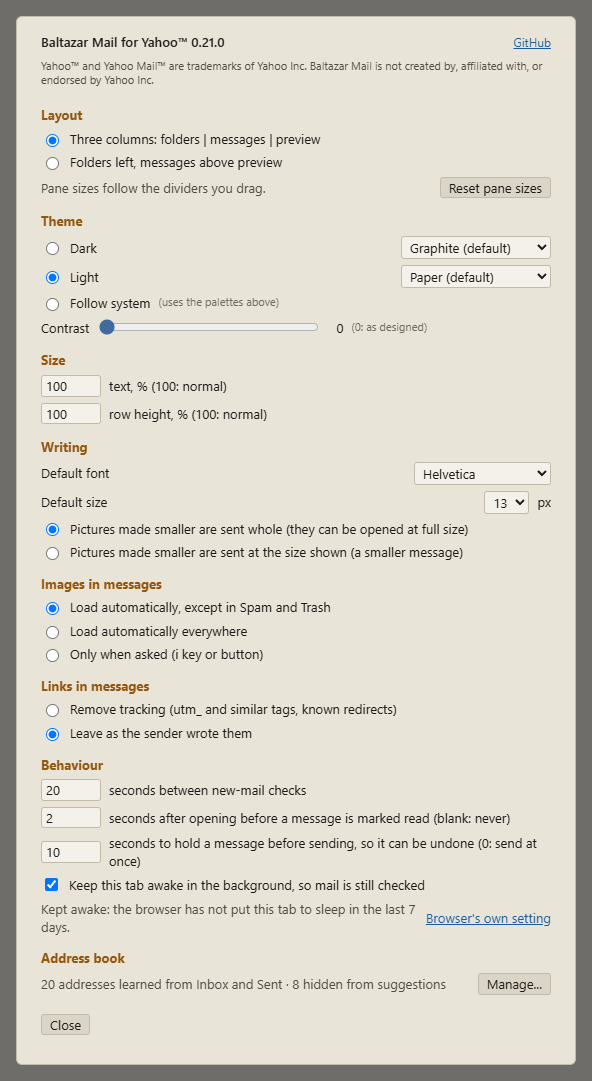 Baltazar Mail for Yahoo™ 0.21.0 GitHub
Yahoo™ and Yahoo Mail™ are trademarks of Yahoo Inc. Baltazar Mail is not created by, affiliated with, or
endorsed by Yahoo Inc.
Layout
Three columns: folders | messages | preview
Folders left, messages above preview
Pane sizes follow the dividers you drag. Reset pane sizes
Theme
Dark Graphite (default)
Light Paper (default)
Follow system (uses the palettes above)
Contrast 0 (0: as designed)
Size
100 text, % (100: normal)
100 row height, % (100: normal)
Writing
Default font Helvetica
Default size 13 px
Pictures made smaller are sent whole (they can be opened at full size)
Pictures made smaller are sent at the size shown (a smaller message)
Images in messages
Load automatically, except in Spam and Trash
Load automatically everywhere
Only when asked (i key or button)
Links in messages
Remove tracking (utm_ and similar tags, known redirects)
Leave as the sender wrote them
Behaviour
20 seconds between new-mail checks
2 seconds after opening before a message is marked read (blank: never)
10 seconds to hold a message before sending, so it can be undone (0: send at
once)
Keep this tab awake in the background, so mail is still checked
Kept awake: the browser has not put this tab to sleep in the last 7
days. Browser's own setting
Address book
20 addresses learned from Inbox and Sent · 8 hidden from suggestions Manage...
Close